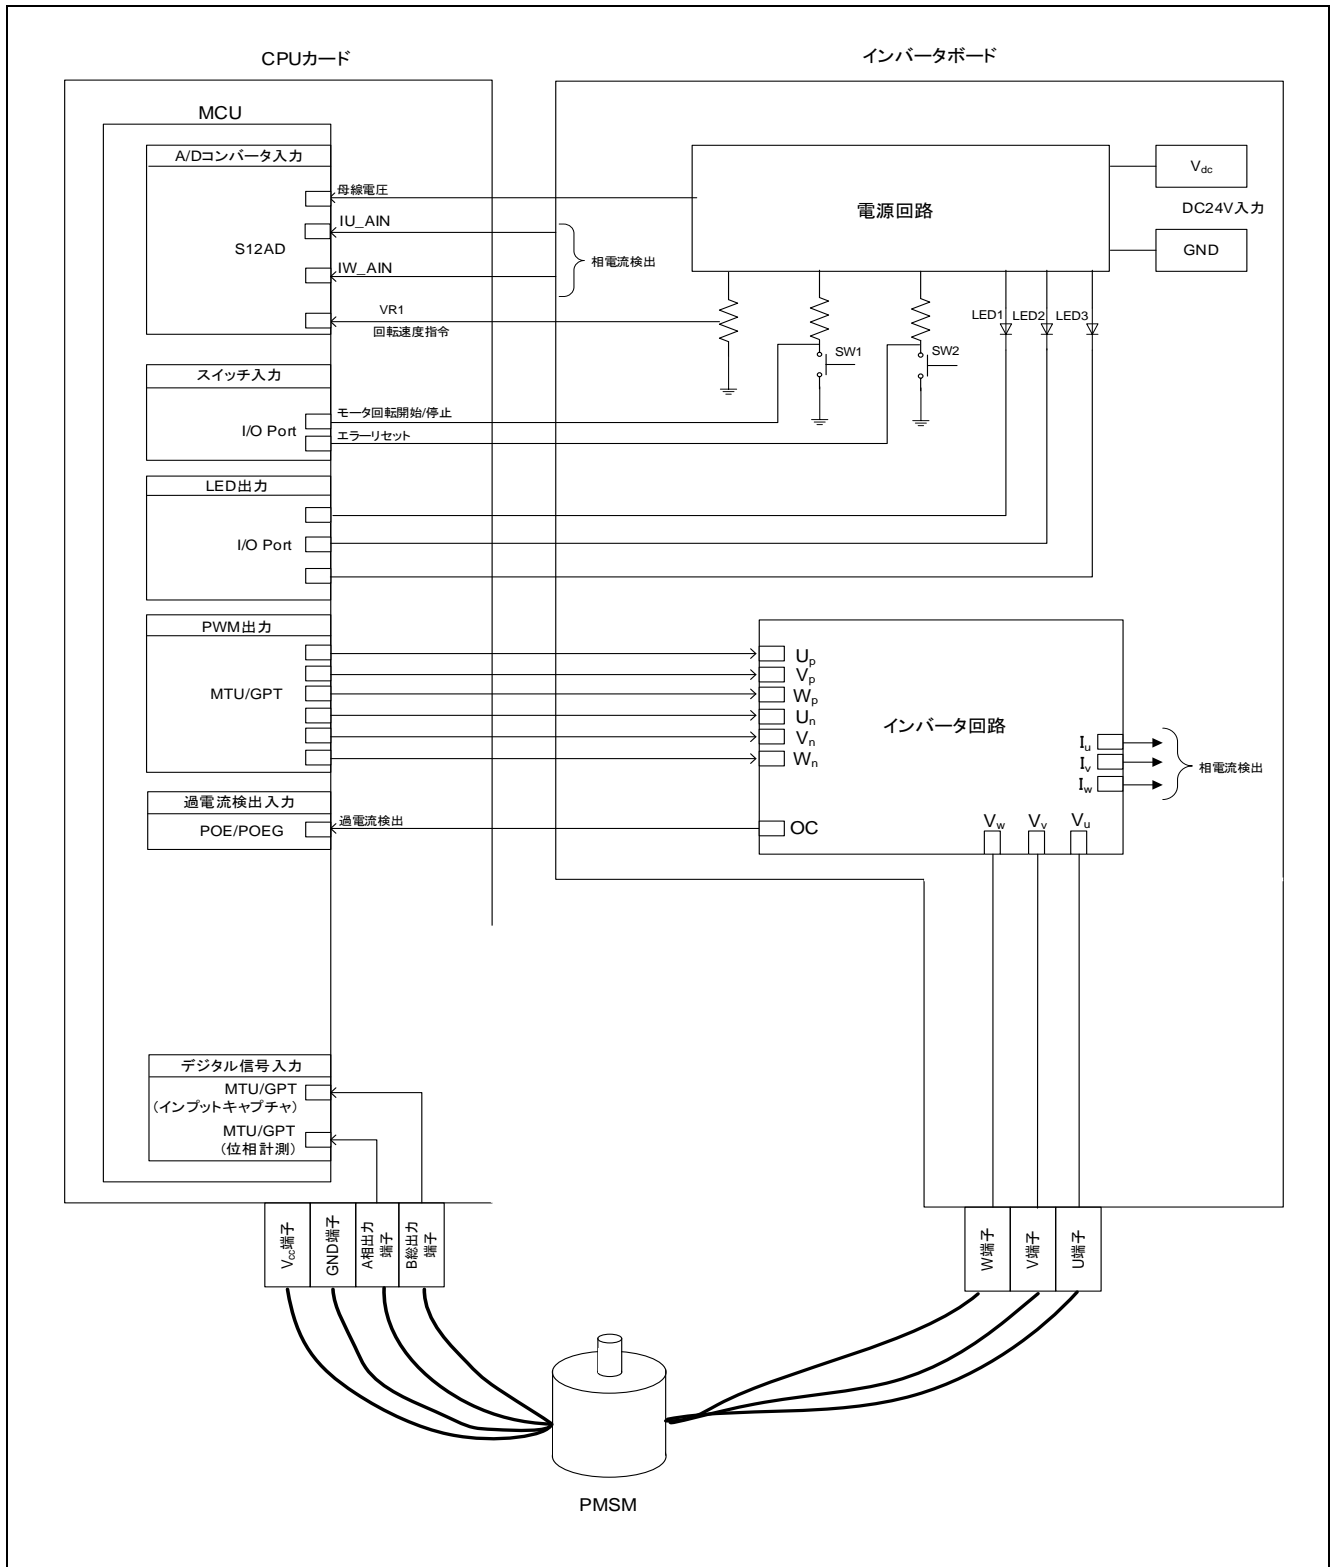 CPUカード
インバータボード
MCU
A/Dコンバータ入力
S12AD
母線電圧
IU_AIN
IW_AIN
相電流検出
VR1
回転速度指令
電源回路
Vdc
DC24V入力
GND
LED1
LED2
LED3
SW1
SW2
スイッチ入力
I/O Port
モータ回転開始/停止
エラーリセット
LED出力
I/O Port
PWM出力
MTU/GPT
Up
Vp
Wp
Un
Vn
Wn
インバータ回路
Iu
Iv
Iw
相電流検出
過電流検出入力
POE/POEG
過電流検出
OC
Vw
Vv
Vu
デジタル信号入力
MTU/GPT
(インプットキャプチャ)
MTU/GPT
(位相計測)
Vcc端子
GND端子
A相出力
端子
B総出力
端子
W端子
V端子
U端子
PMSM